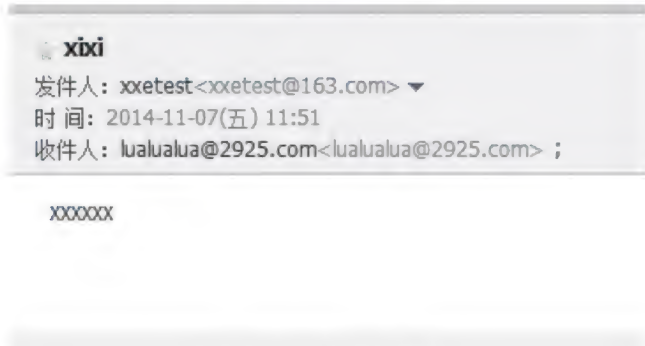 xixi
发件人：xxetest<xxetest@163.com>
时 间：2014-11-07(五) 11:51
收件人：lualualua@2925.com<lualualua@2925.com>；
xxxxxx